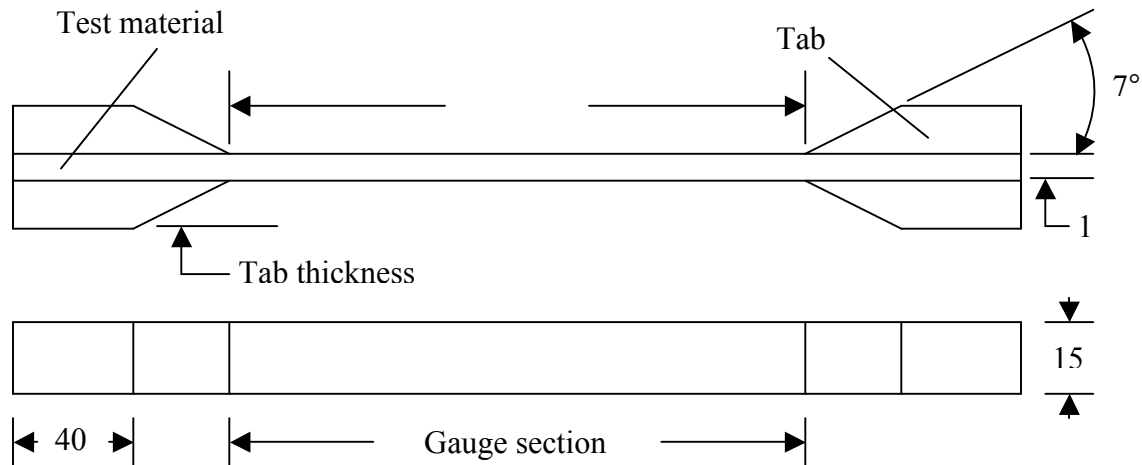 Test material
Tab
7°
1
Tab thickness
15
40
Gauge section